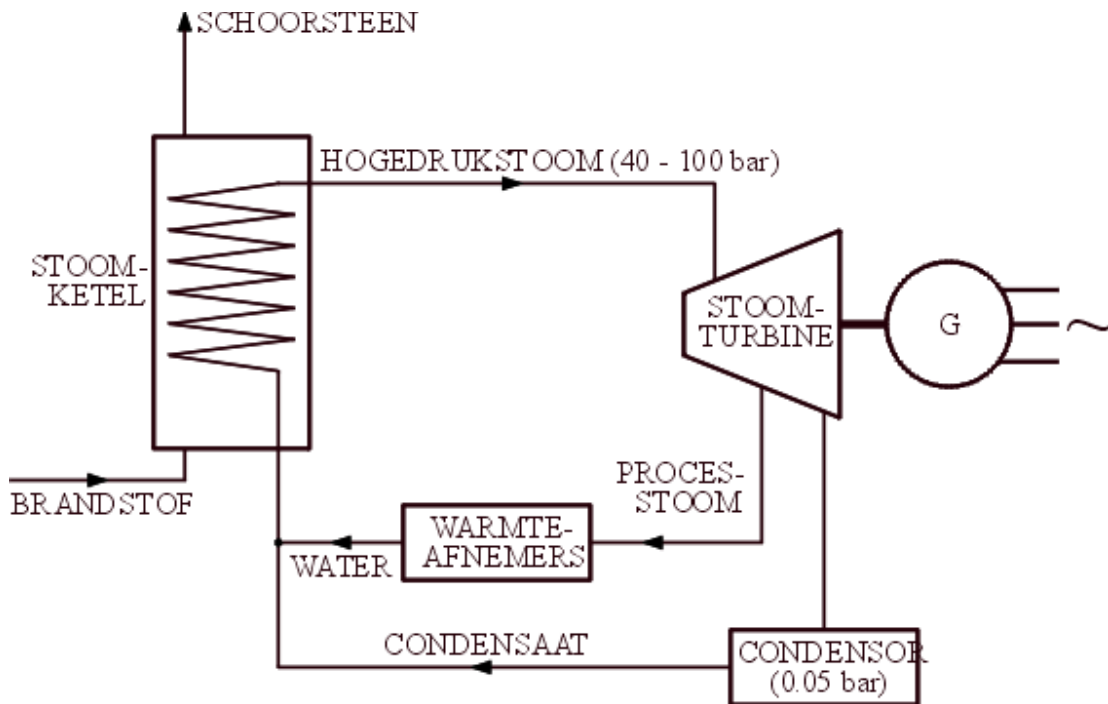 SCHOORSTEEN
HOGEDRUKSTOOM (40 - 100 bar)
STOOM-
KETEL
STOOM-
TURBINE
G
~
BRANDSTOF
PROCES-
STOOM
WARMTE-
AFNEMERS
WATER
CONDENSAAT
CONDENSOR
(0.05 bar)